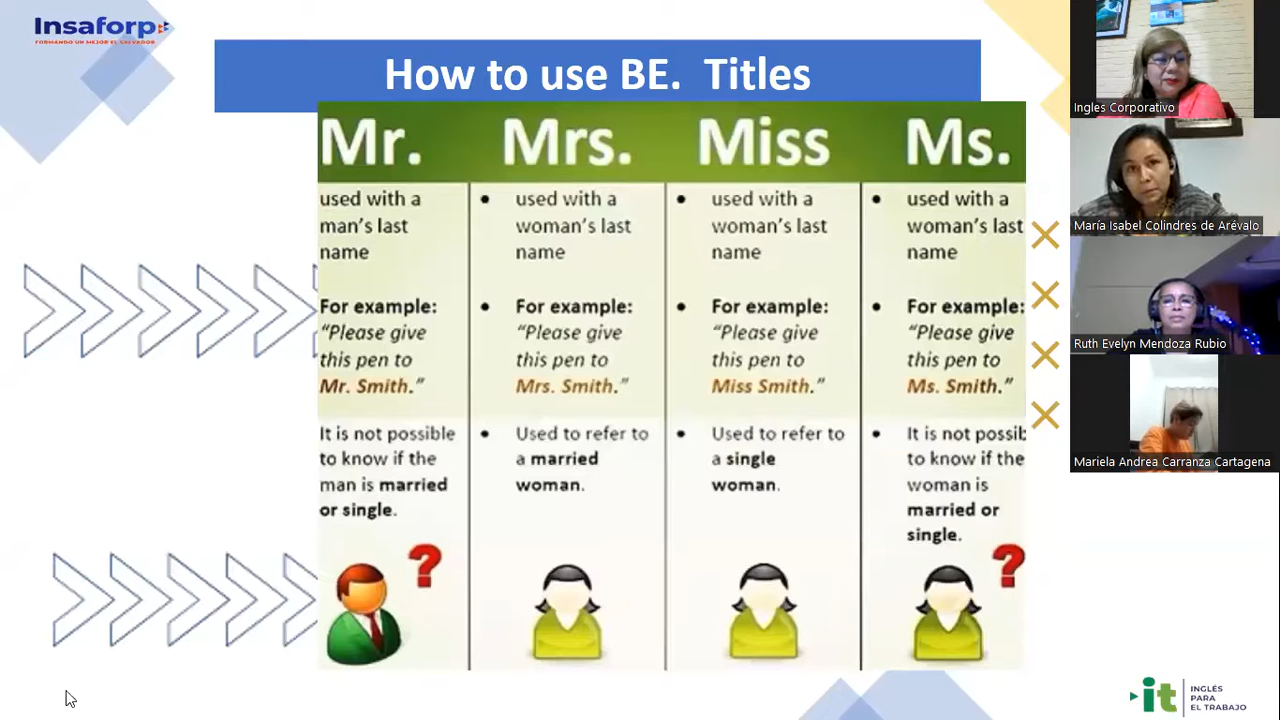 Insaforp
FORMANDO UN MEJOR EL SALVADOR
How to use BE. Titles
Mr.
used with a
man's last
name
For example:
"Please give
this pen to
Mr. Smith."
It is not possible
to know if the
man is married
or single.
?
Mrs.
• used with a
woman's last
name
• For example:
"Please give
this pen to
Mrs. Smith."
• Used to refer to
a married
woman.
Miss
• used with a
woman's last
name
• For example:
"Please give
this pen to
Miss Smith."
• Used to refer to
a single
woman.
Ms.
• used with a
woman's last
name
• For example:
"Please give
this pen to
Ms. Smith."
• It is not possib
to know if the
woman is
married or
single.
?
Ingles Corporativo
María Isabel Colindres de Arévalo
Ruth Evelyn Mendoza Rubio
Mariela Andrea Carranza Cartagena
it
INGLÉS
PARA
EL TRABAJO